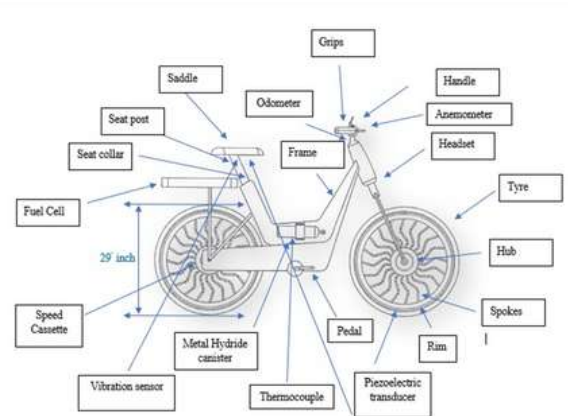 Grips
Saddle
Handle
Odometer
Anemometer
Seat post
Headset
Seat collar
Frame
Tyre
Fuel Cell
29' inch
Hub
Speed
Cassette
Spokes
Metal Hydride
canister
Pedal
Rim
Vibration sensor
Thermocouple
Piezoelectric
transducer